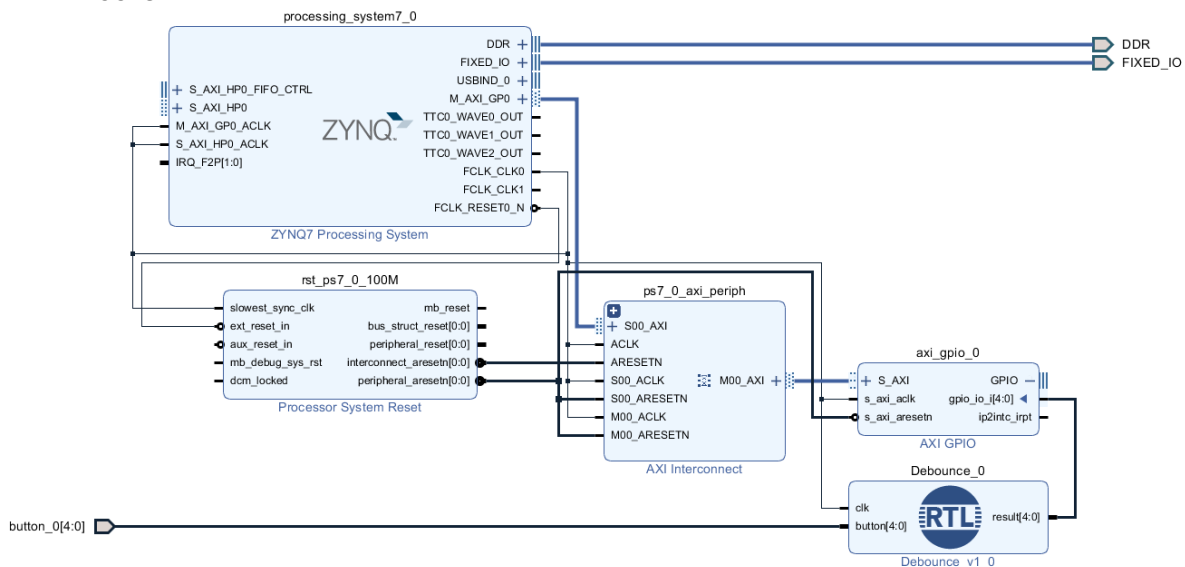 processing_system7_0
DDR
FIXED_IO
USBIND_0
S_AXI_HP0_FIFO_CTRL
M_AXI_GP0
S_AXI_HP0
TTC0_WAVE0_OUT
M_AXI_GP0_ACLK
TTC0_WAVE1_OUT
S_AXI_HP0_ACLK
TTC0_WAVE2_OUT
IRQ_F2P[1:0]
FCLK_CLK0
FCLK_CLK1
FCLK_RESET0_N
ZYNQ
ZYNQ7 Processing System
DDR
FIXED_IO
rst_ps7_0_100M
slowest_sync_clk
mb_reset
ext_reset_in
bus_struct_reset[0:0]
aux_reset_in
peripheral_reset[0:0]
mb_debug_sys_rst
interconnect_aresetn[0:0]
dcm_locked
peripheral_aresetn[0:0]
Processor System Reset
ps7_0_axi_periph
S00_AXI
ACLK
ARESETN
S00_ACLK
M00_AXI
S00_ARESETN
M00_ACLK
M00_ARESETN
AXI Interconnect
axi_gpio_0
S_AXI
GPIO
s_axi_aclk
gpio_io_i[4:0]
s_axi_aresetn
ip2intc_irpt
AXI GPIO
Debounce_0
clk
button[4:0]
RTL
result[4:0]
Debounce_v1_0
button_0[4:0]